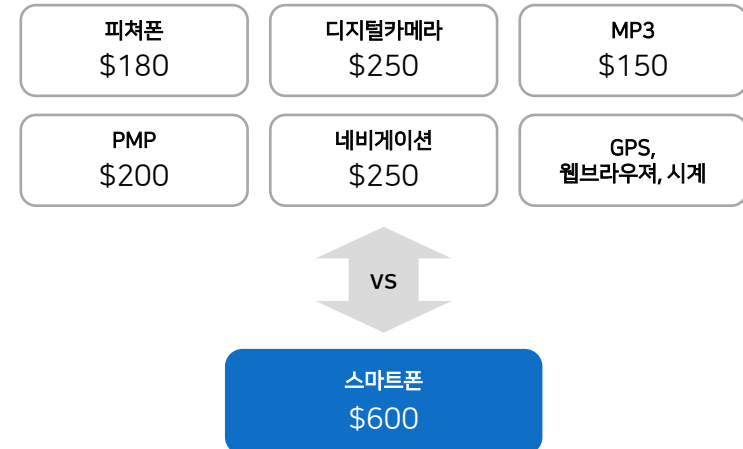 피쳐폰
$180
디지털카메라
$250
MP3
$150
PMP
$200
네비게이션
$250
GPS,
웹브라우져, 시계
vs
스마트폰
$600